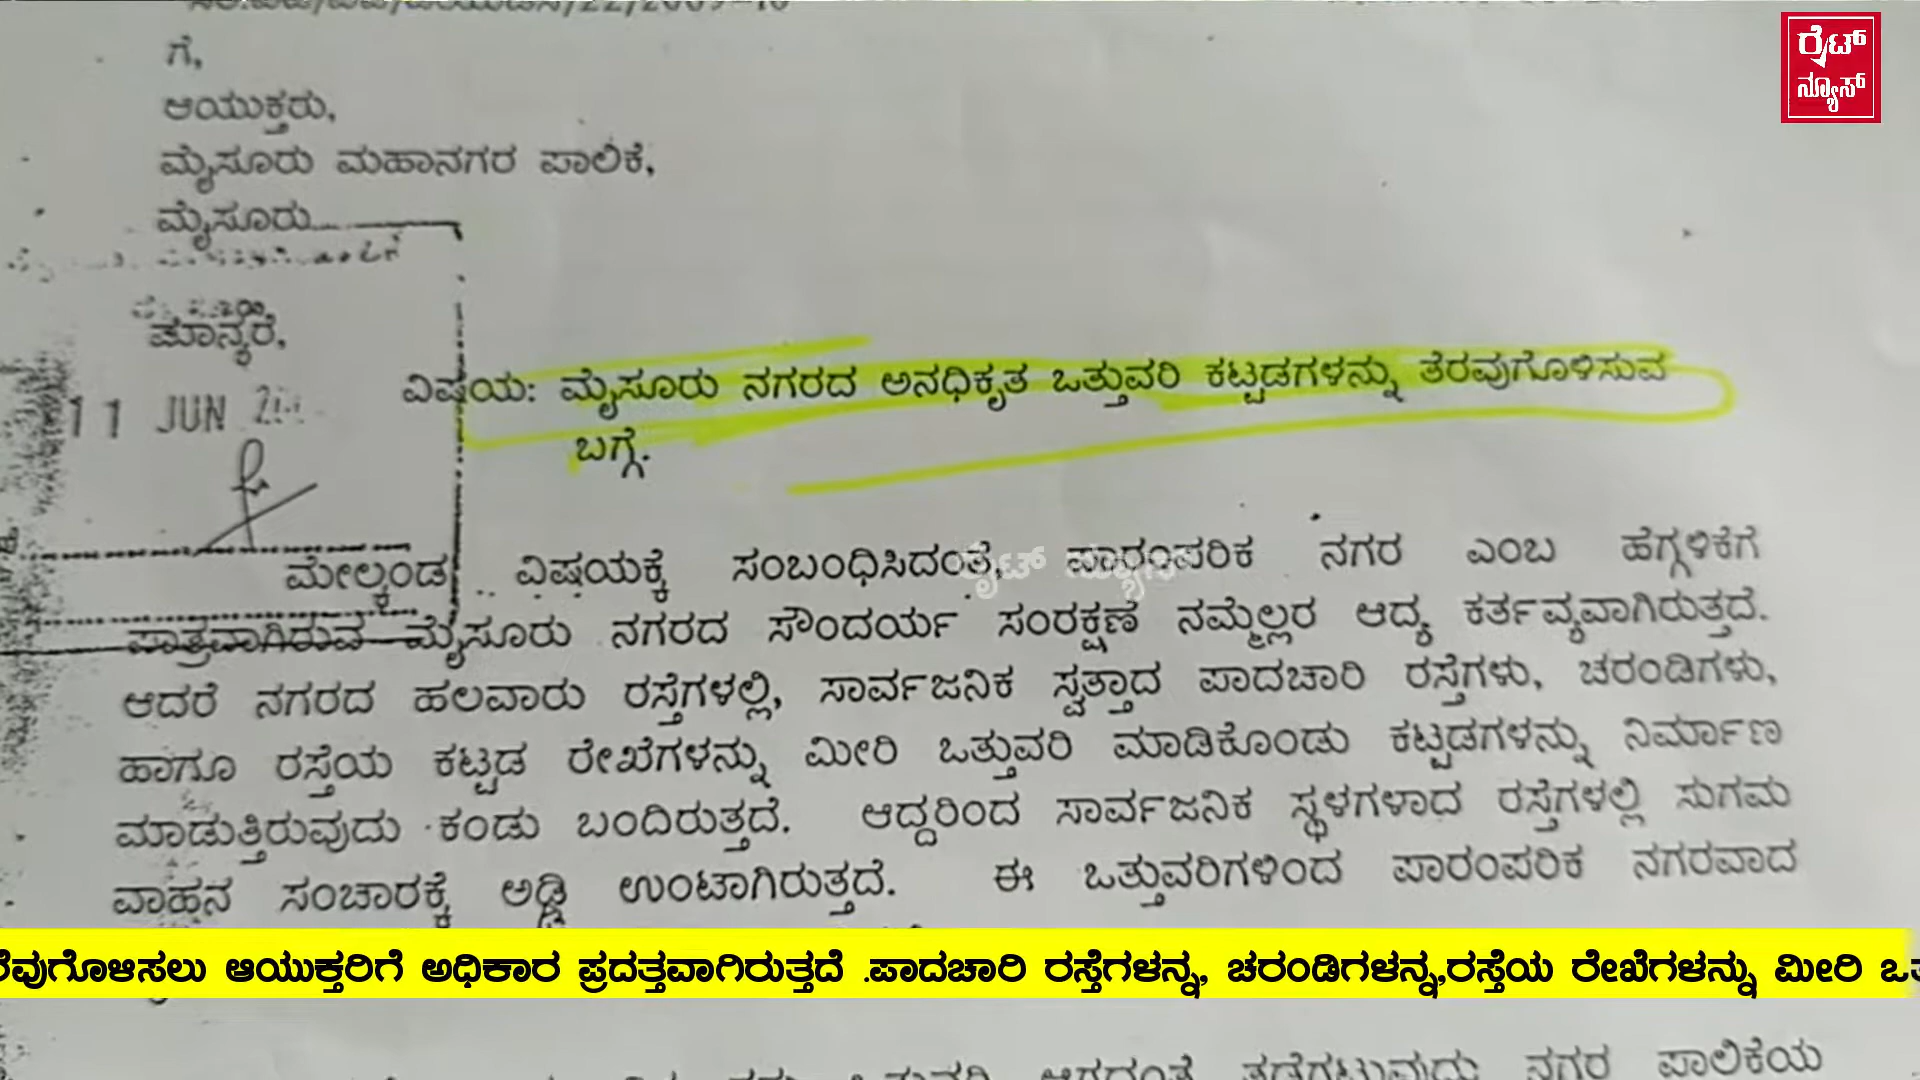 ರೈಟ್
ನ್ಯೂಸ್
ಗೆ,
ಆಯುಕ್ತರು,
ಮೈಸೂರು ಮಹಾನಗರ ಪಾಲಿಕೆ,
ಮೈಸೂರು
ಮಾನ್ಯರೆ,
11 JUN
ವಿಷಯ: ಮೈಸೂರು ನಗರದ ಅನಧಿಕೃತ ಒತ್ತುವರಿ ಕಟ್ಟಡಗಳನ್ನು ತೆರವುಗೊಳಿಸುವ
ಬಗ್ಗೆ.
ಮೇಲ್ಕಂಡ ವಿಷಯಕ್ಕೆ ಸಂಬಂಧಿಸಿದಂತೆ, ಪಾರಂಪರಿಕ ನಗರ ಎಂಬ ಹೆಗ್ಗಳಿಕೆಗೆ
ಪಾತ್ರವಾಗಿರುವ ಮೈಸೂರು ನಗರದ ಸೌಂದರ್ಯ ಸಂರಕ್ಷಣೆ ನಮ್ಮೆಲ್ಲರ ಆದ್ಯ ಕರ್ತವ್ಯವಾಗಿರುತ್ತದೆ.
ಆದರೆ ನಗರದ ಹಲವಾರು ರಸ್ತೆಗಳಲ್ಲಿ, ಸಾರ್ವಜನಿಕ ಸ್ವತ್ತಾದ ಪಾದಚಾರಿ ರಸ್ತೆಗಳು, ಚರಂಡಿಗಳು,
ಹಾಗೂ ರಸ್ತೆಯ ಕಟ್ಟಡ ರೇಖೆಗಳನ್ನು ಮೀರಿ ಒತ್ತುವರಿ ಮಾಡಿಕೊಂಡು ಕಟ್ಟಡಗಳನ್ನು ನಿರ್ಮಾಣ
ಮಾಡುತ್ತಿರುವುದು ಕಂಡು ಬಂದಿರುತ್ತದೆ. ಆದ್ದರಿಂದ ಸಾರ್ವಜನಿಕ ಸ್ಥಳಗಳಾದ ರಸ್ತೆಗಳಲ್ಲಿ ಸುಗಮ
ವಾಹನ ಸಂಚಾರಕ್ಕೆ ಅಡ್ಡಿ ಉಂಟಾಗಿರುತ್ತದೆ. ಈ ಒತ್ತುವರಿಗಳಿಂದ ಪಾರಂಪರಿಕ ನಗರವಾದ
ರೆವುಗೊಳಿಸಲು ಆಯುಕ್ತರಿಗೆ ಅಧಿಕಾರ ಪ್ರದತ್ತವಾಗಿರುತ್ತದೆ .ಪಾದಚಾರಿ ರಸ್ತೆಗಳನ್ನ, ಚರಂಡಿಗಳನ್ನ,ರಸ್ತೆಯ ರೇಖೆಗಳನ್ನು ಮೀರಿ
ನಗರ ಪಾಲಿಕೆಯ